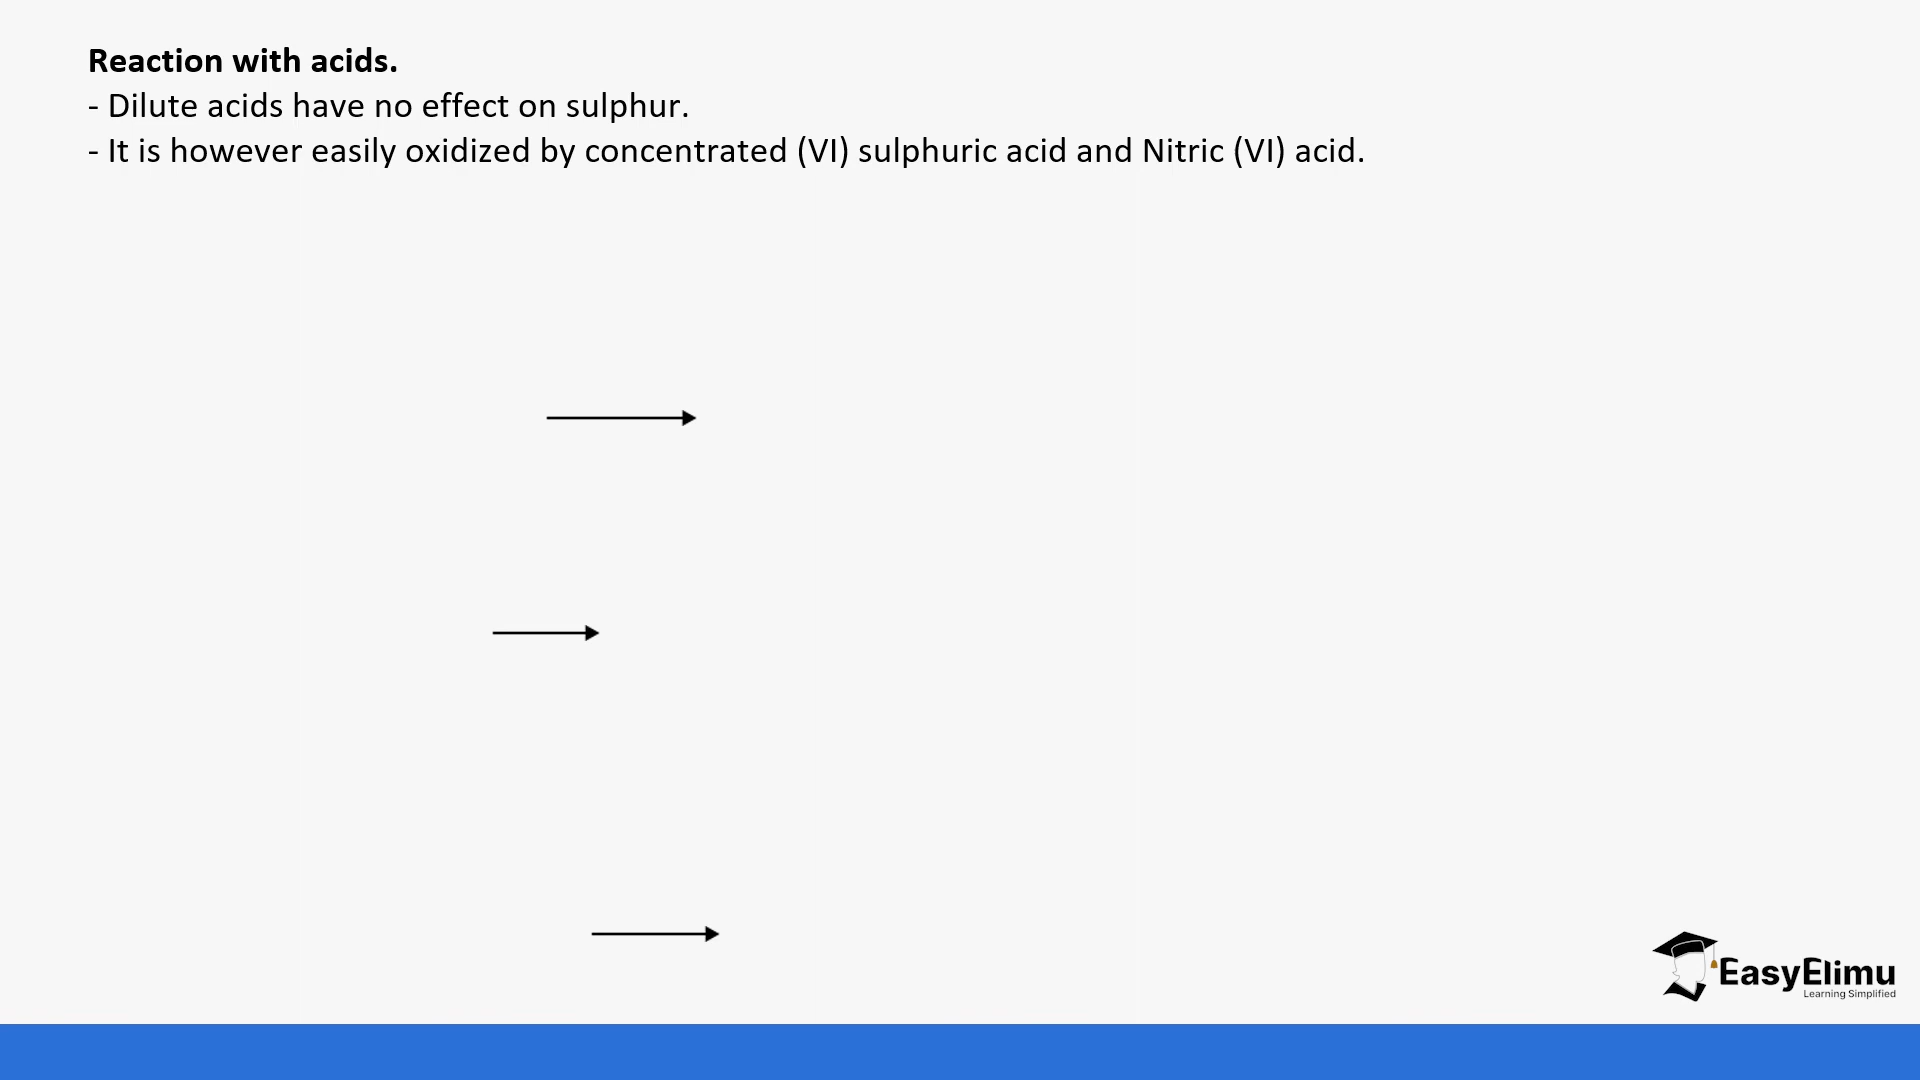 Reaction with acids.
- Dilute acids have no effect on sulphur.
- It is however easily oxidized by concentrated (VI) sulphuric acid and Nitric (VI) acid.
EasyElimu
Learning Simplified